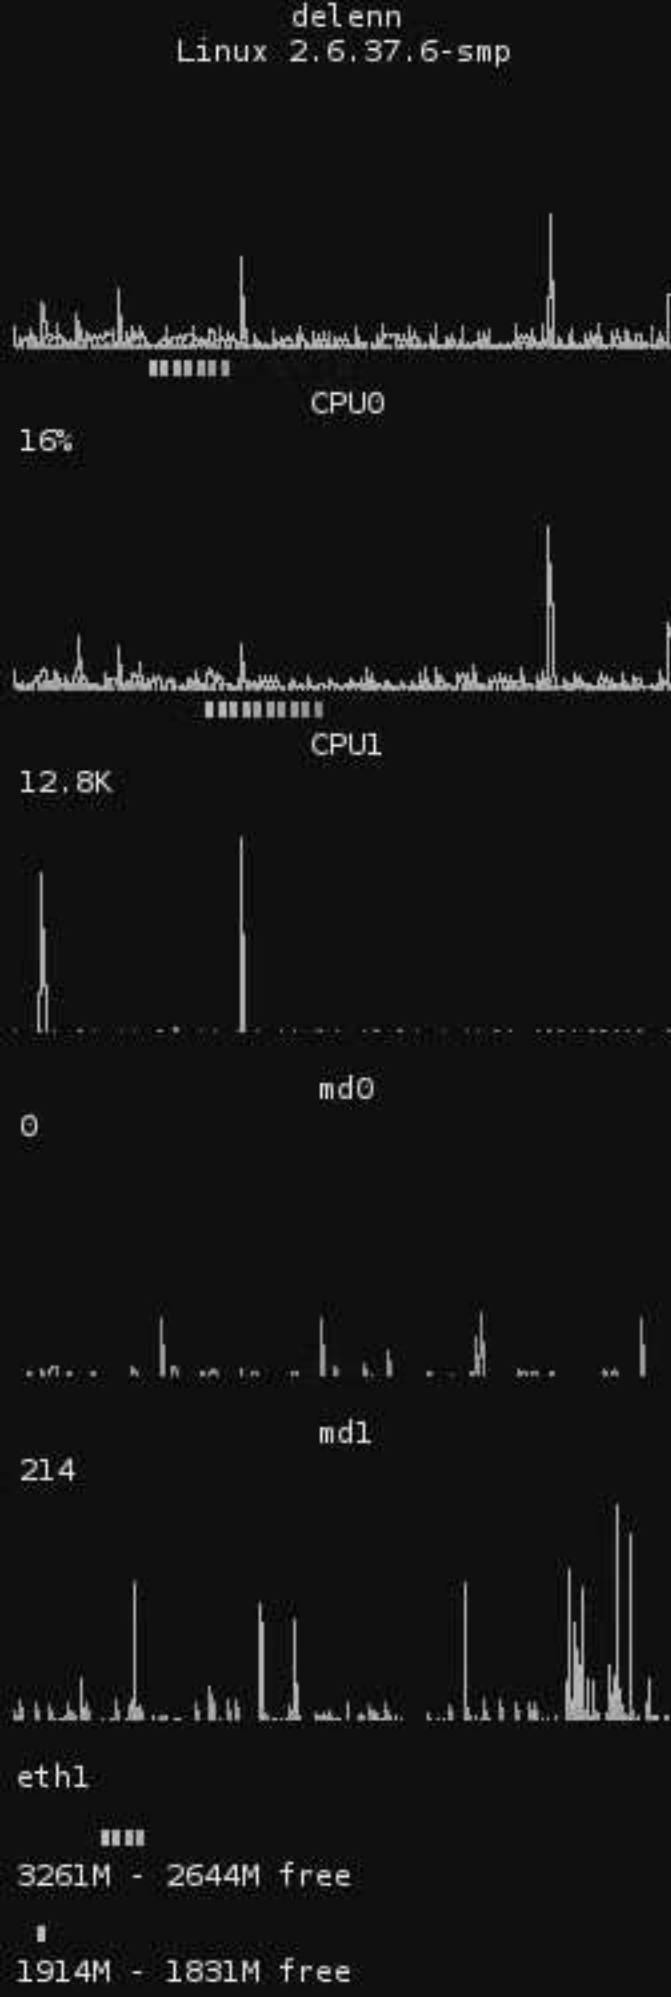 delenn
Linux 2.6.37.6-smp
CPU0
16%
CPU1
12.8K
md0
0
md1
214
eth1
3261M - 2644M free
1914M - 1831M free